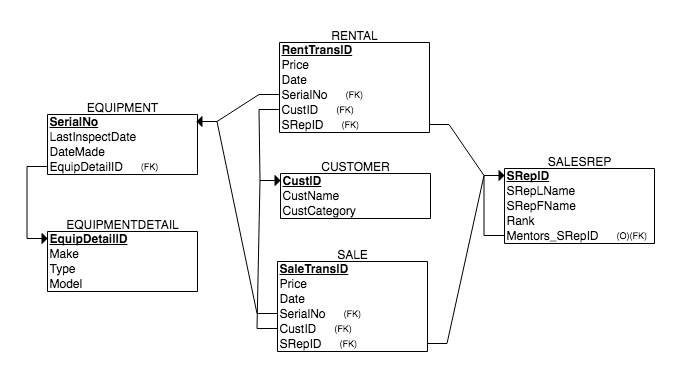 RENTAL
RentTransID
Price
Date
SerialNo (FK)
CustID (FK)
SRepID (FK)
EQUIPMENT
SerialNo
LastInspectDate
DateMade
EquipDetailID (FK)
EQUIPMENTDETAIL
EquipDetailID
Make
Type
Model
CUSTOMER
CustID
CustName
CustCategory
SALE
SaleTransID
Price
Date
SerialNo (FK)
CustID (FK)
SRepID (FK)
SALESREP
SRepID
SRepLName
SRepFName
Rank
Mentors_SRepID (O)(FK)